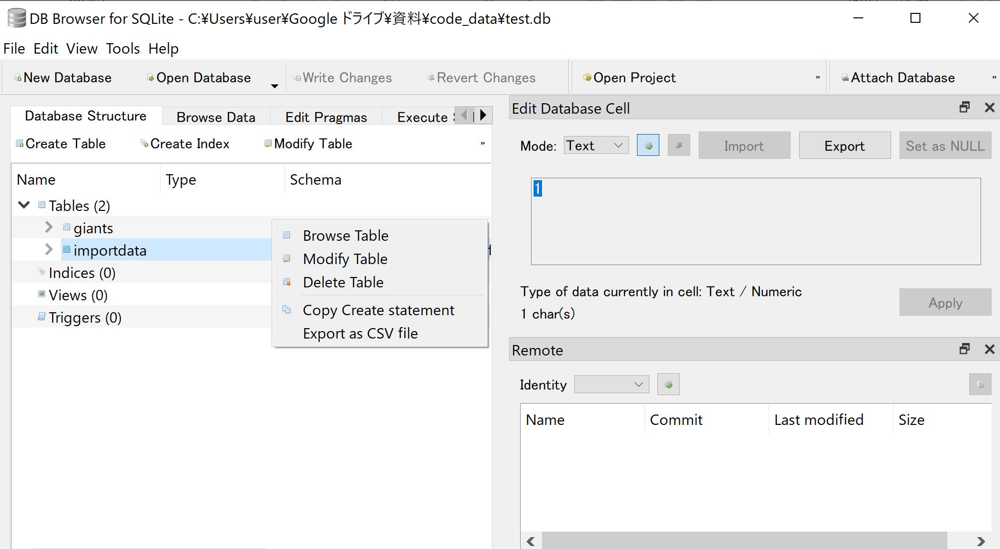 DB Browser for SQLite - C:¥Users¥user¥Google ドライブ¥資料¥code_data¥test.db
File Edit View Tools Help
New Database Open Database Write Changes Revert Changes Open Project » Attach Database »
Database Structure Browse Data Edit Pragmas Execute
Create Table Create Index Modify Table »
Name Type Schema
Tables (2)
giants
importdata
Indices (0)
Views (0)
Triggers (0)
Browse Table
Modify Table
Delete Table
Copy Create statement
Export as CSV file
Edit Database Cell
Mode: Text Import Export Set as NULL
1
Type of data currently in cell: Text / Numeric
1 char(s)
Apply
Remote
Identity
Name Commit Last modified Size